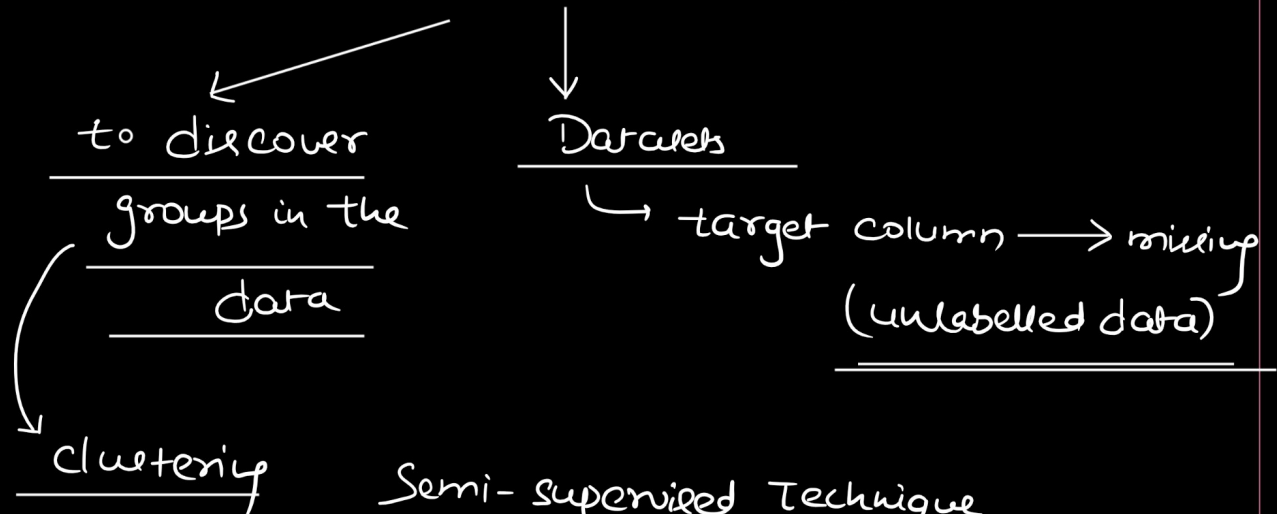 to discover
groups in the
data
Datasets
target column → missing
(unlabelled data)
clustering
Semi-supervised Technique